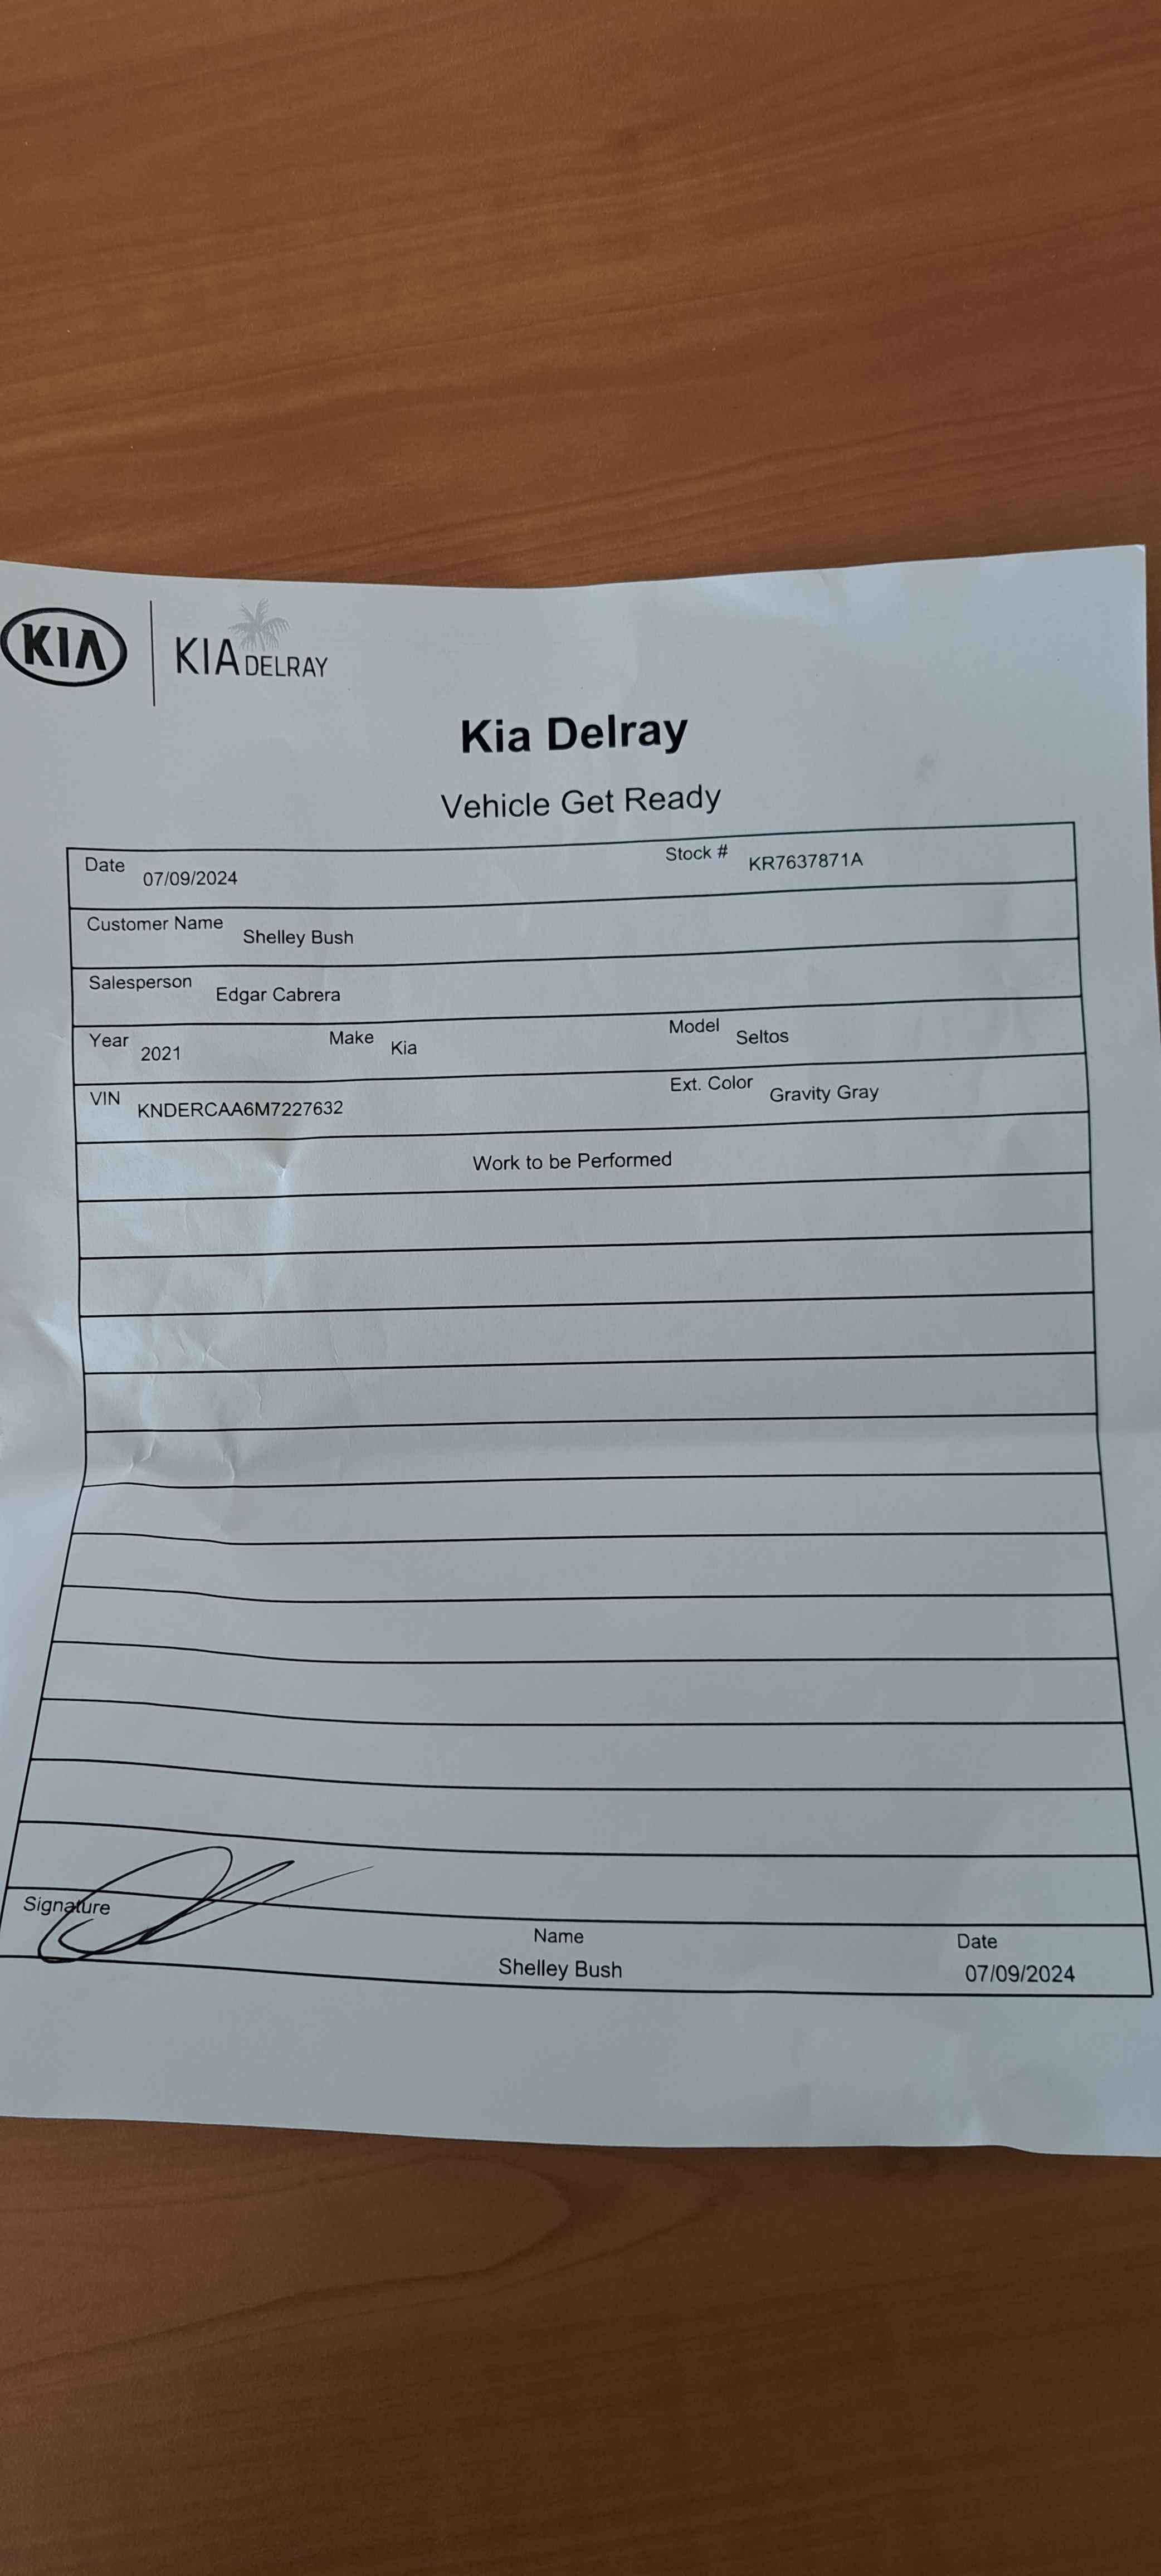 KIA KIA DELRAY
Kia Delray
Vehicle Get Ready
Date 07/09/2024 Stock # KR7637871A
Customer Name Shelley Bush
Salesperson Edgar Cabrera
Year 2021 Make Kia Model Seltos
VIN KNDERCAA6M7227632 Ext. Color Gravity Gray
Work to be Performed
Signature Name Date
Shelley Bush 07/09/2024